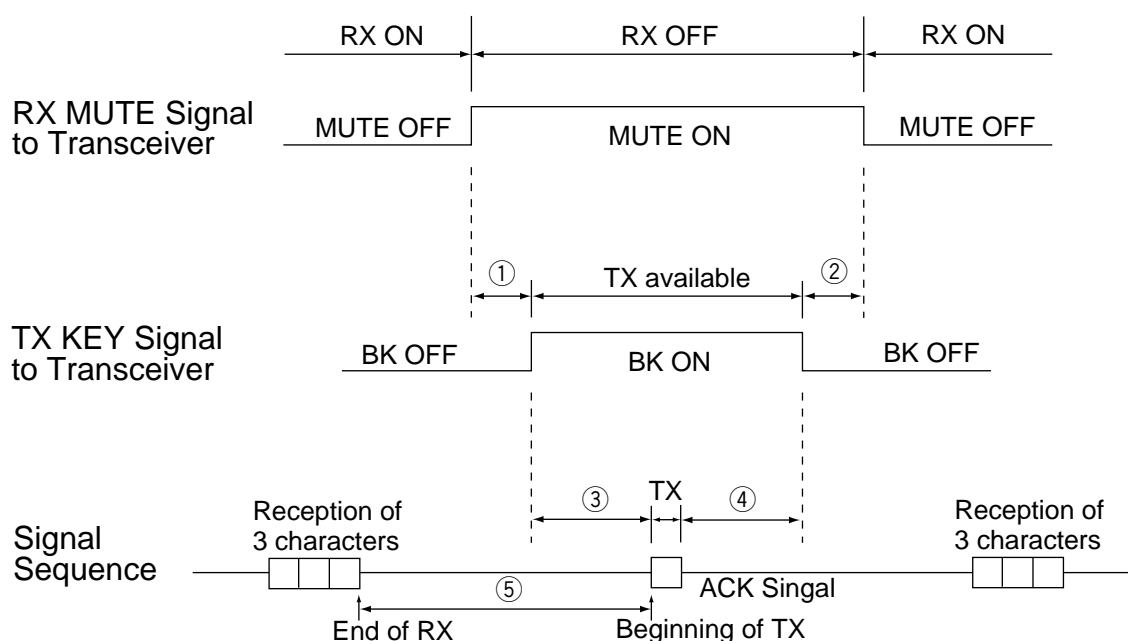 RX ON RX OFF RX ON
RX MUTE Signal
to Transceiver
MUTE OFF MUTE ON MUTE OFF
① TX available ②
TX KEY Signal
to Transceiver
BK OFF BK ON BK OFF
③ TX ④
Signal
Sequence
Reception of
3 characters
Reception of
3 characters
⑤ ACK Singal
End of RX Beginning of TX